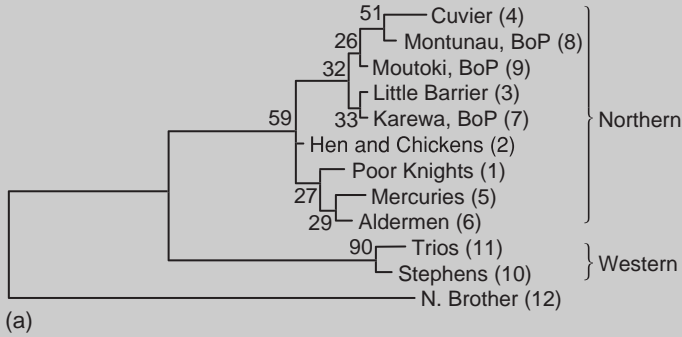 51
Cuvier (4)
26
Montunau, BoP (8)
32
Moutoki, BoP (9)
Little Barrier (3)
59
33
Karewa, BoP (7)
Northern
Hen and Chickens (2)
Poor Knights (1)
27
Mercuries (5)
29
Aldermen (6)
90
Trios (11)
Western
Stephens (10)
N. Brother (12)
(a)